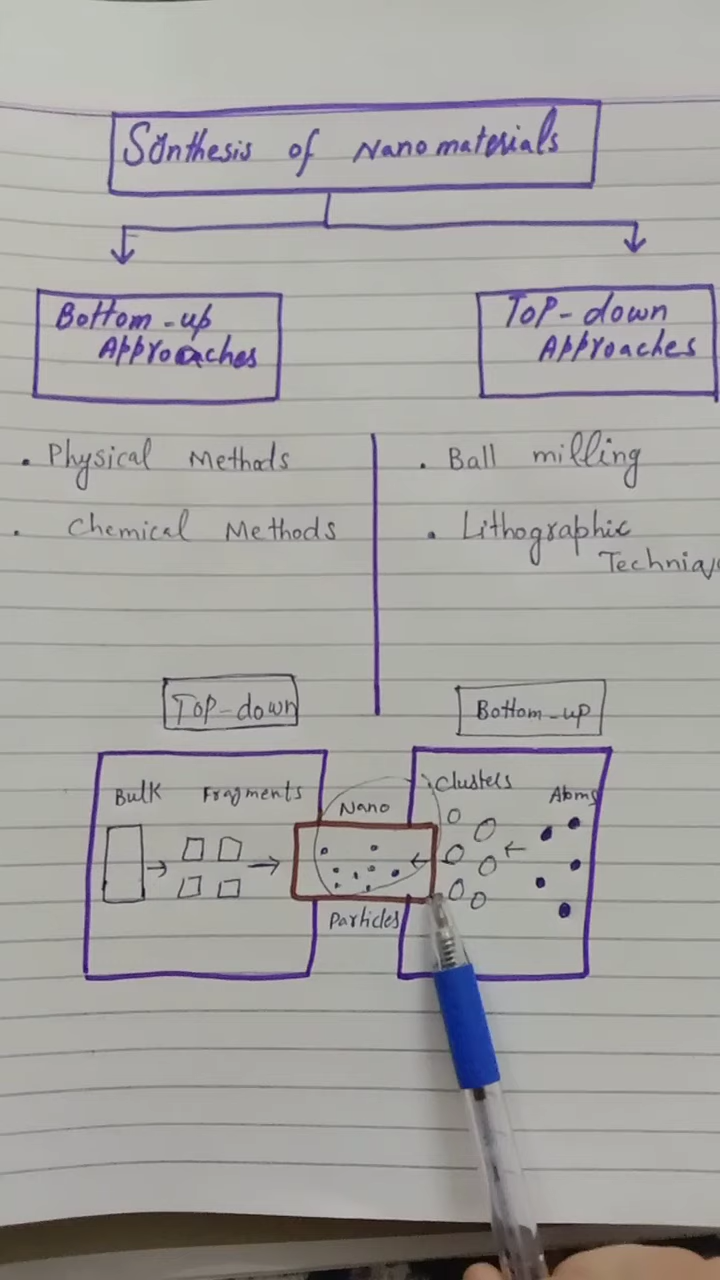 Synthesis of Nanomaterials
Bottom-up
Approaches
Top-down
Approaches
. Physical Methods
. Chemical Methods
. Ball milling
. Lithographic
Top-down
Bottom-up
Bulk Fragments
Nano
Particles
Clusters
Atoms